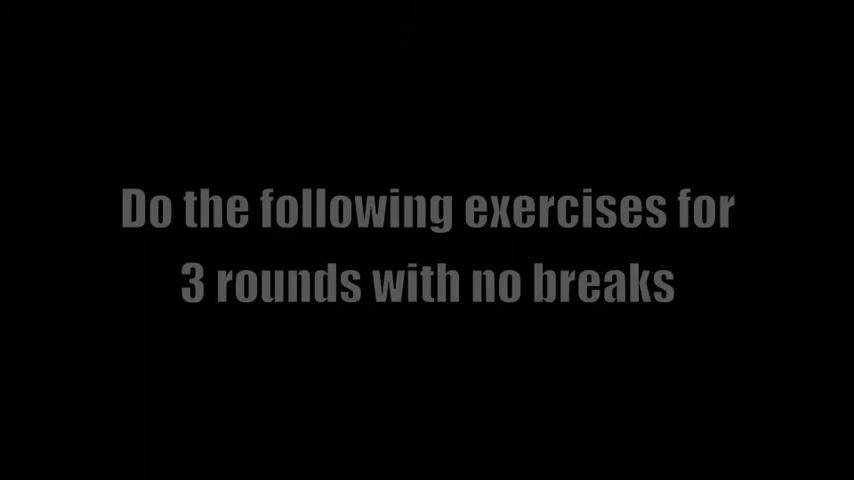 Do the following exercises for
3 rounds with no breaks